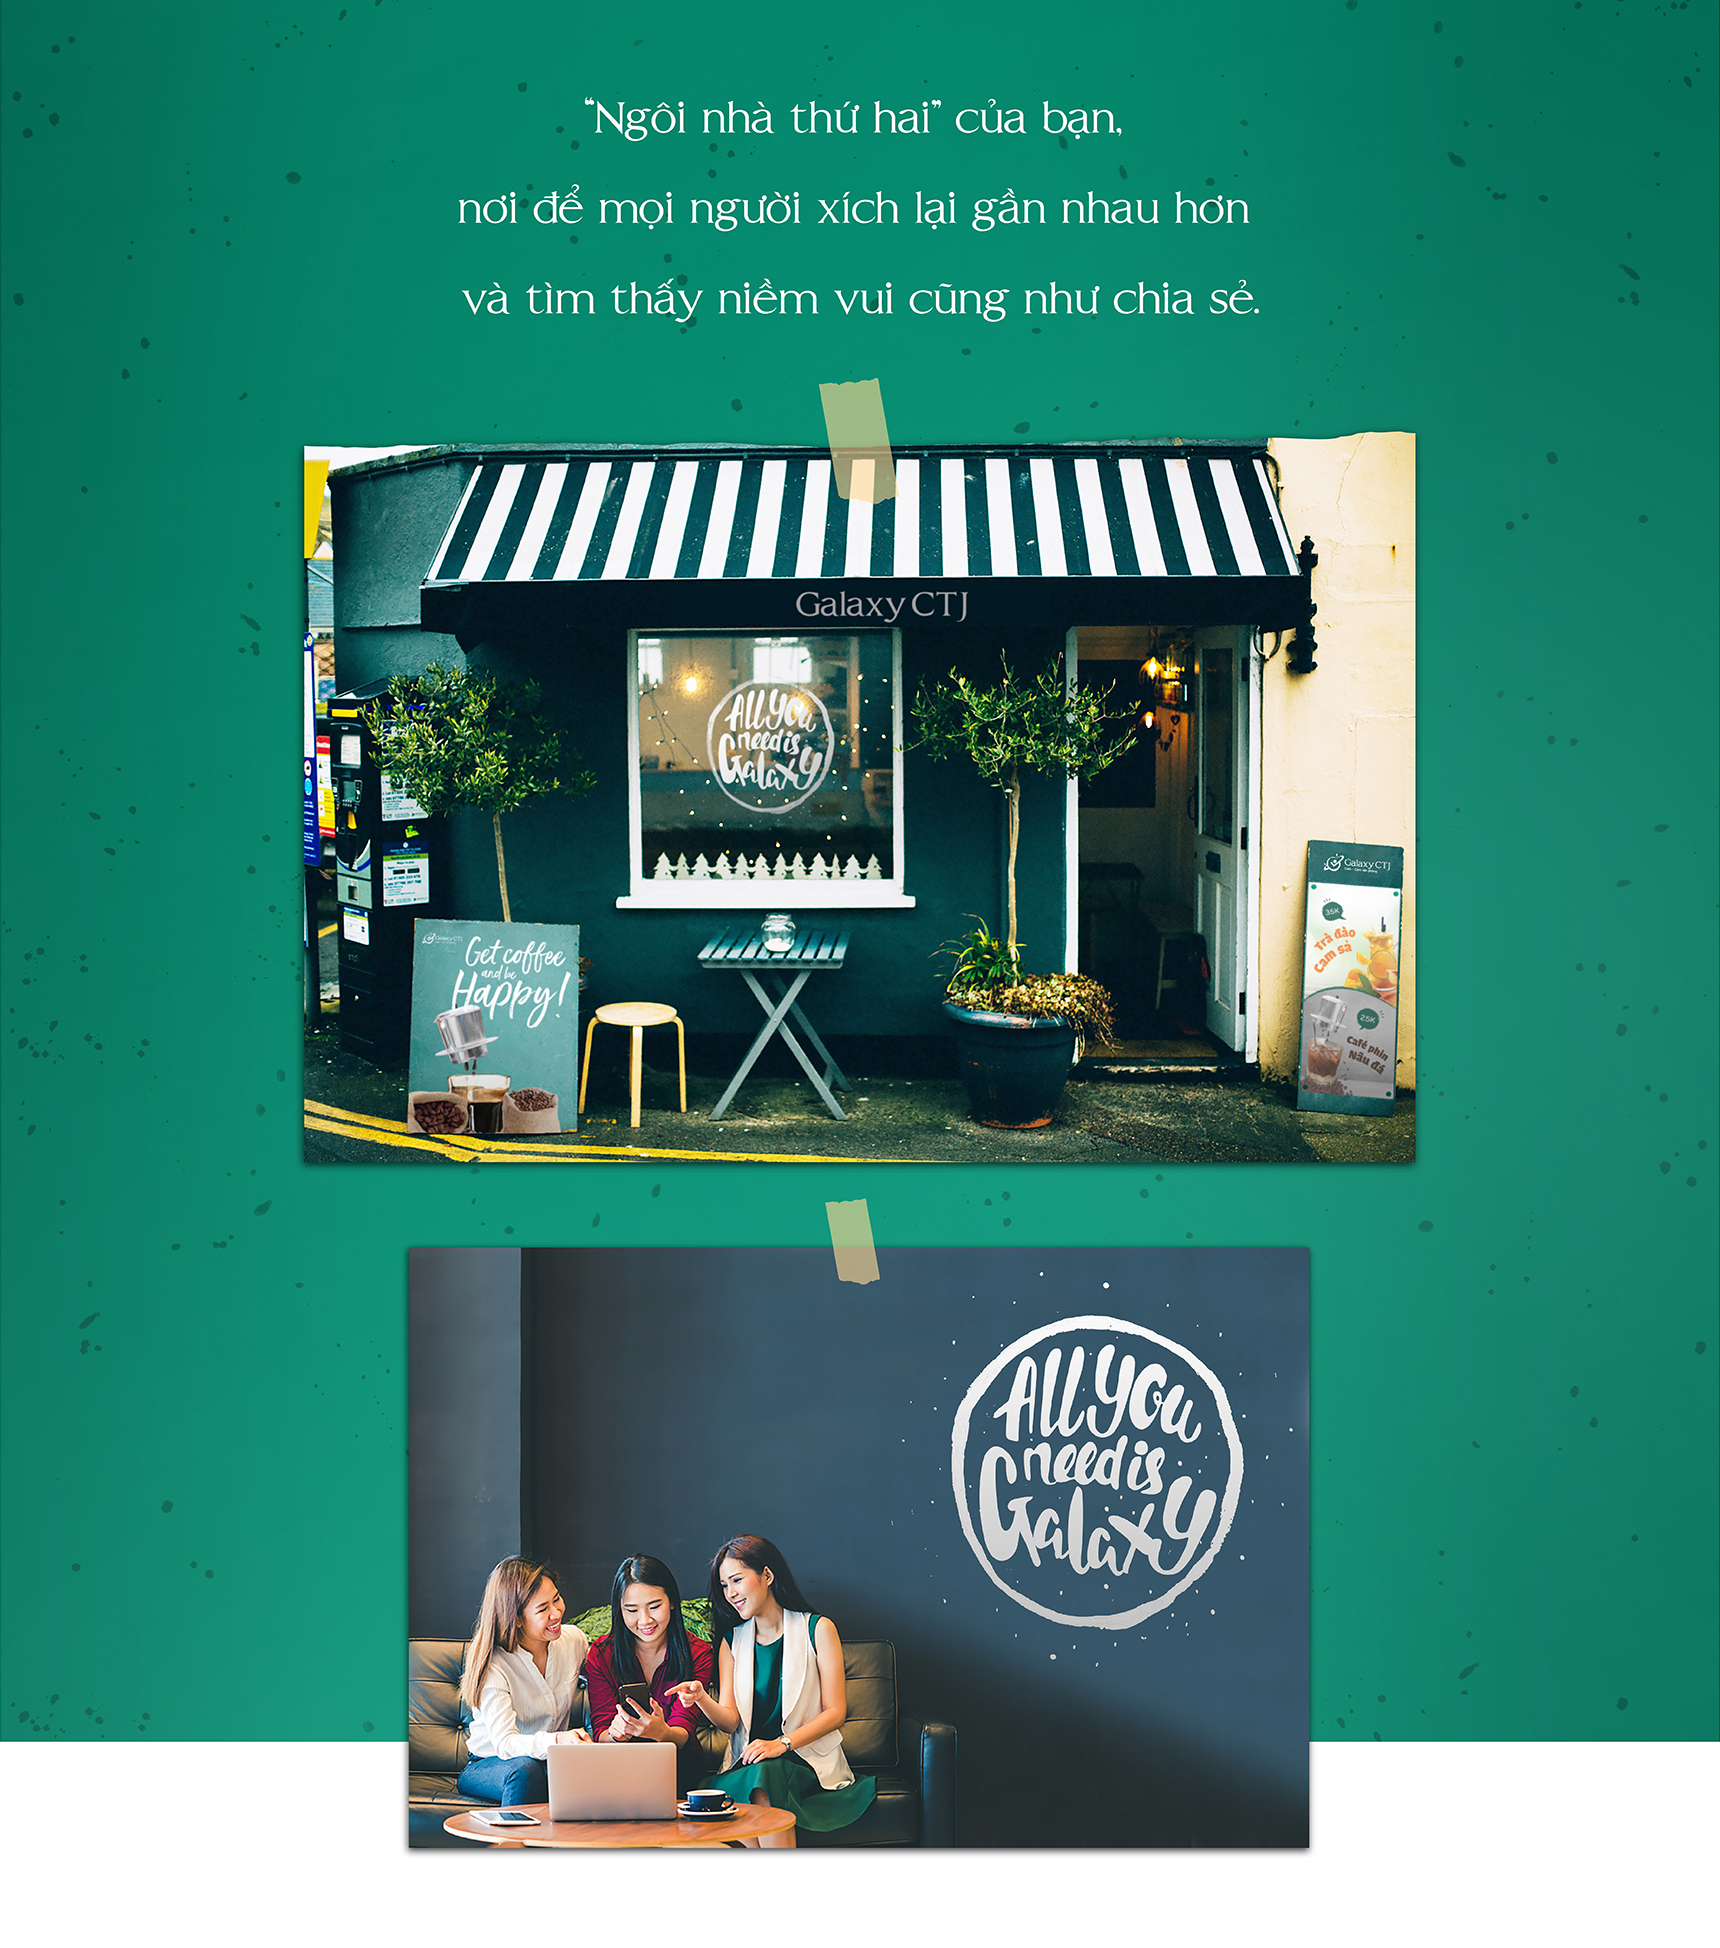 “Ngôi nhà thứ hai” của bạn,
nơi để mọi người xích lại gần nhau hơn
và tìm thấy niềm vui cũng như chia sẻ.
Galaxy CTJ
All you
need is
Galaxy
Galaxy CTJ
Get coffee
and be
Happy!
Galaxy CTJ
35K
Trà đào
Cam sả
25K
Café phin
Nâu đá
All you
need is
Galaxy